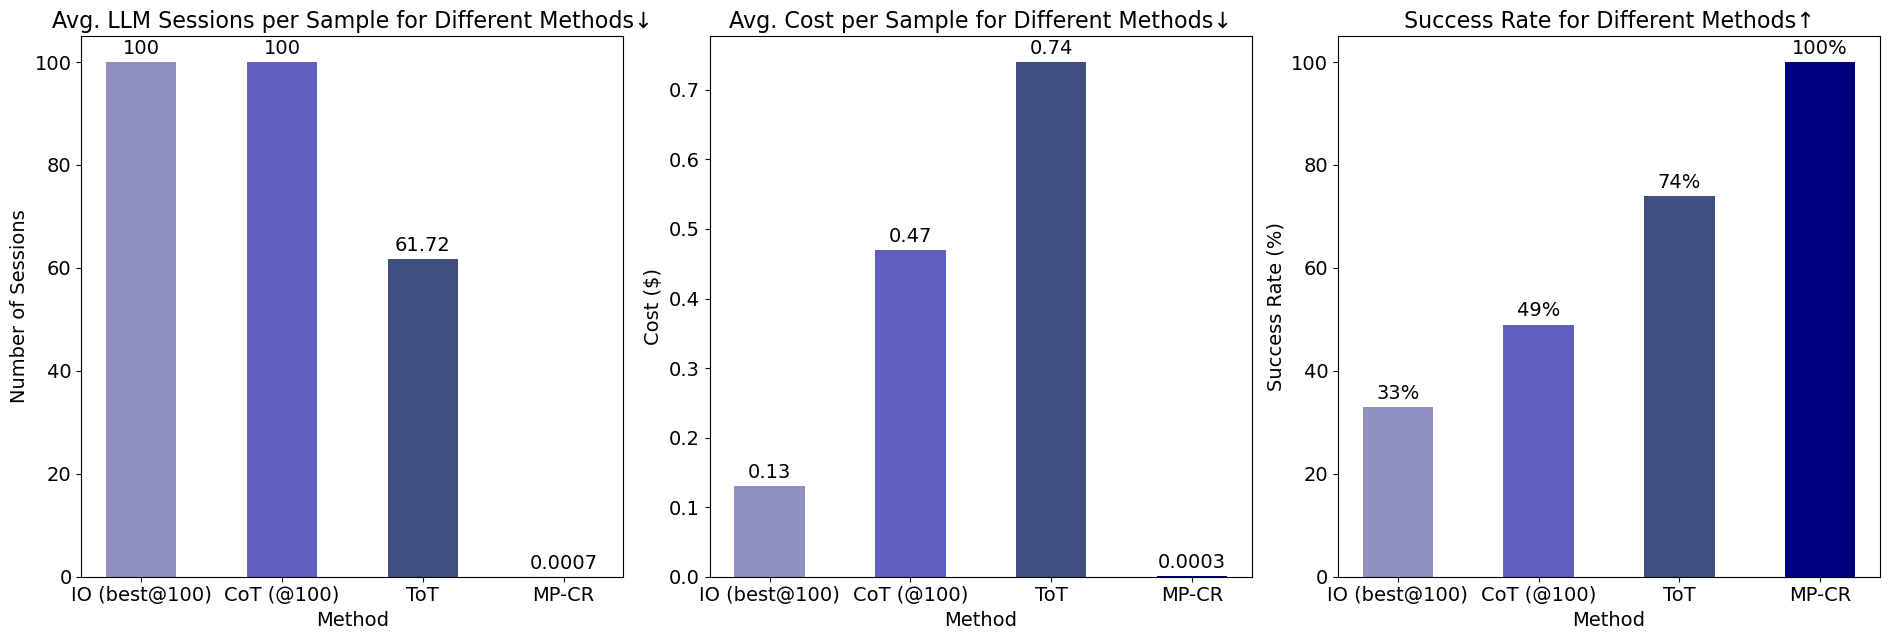 Avg. LLM Sessions per Sample for Different Methods↓
100
100
61.72
0.0007
100
80
60
40
20
0
Number of Sessions
IO (best@100)
CoT (@100)
ToT
MP-CR
Method
Avg. Cost per Sample for Different Methods↓
0.13
0.47
0.74
0.0003
0.7
0.6
0.5
0.4
0.3
0.2
0.1
0.0
Cost ($)
IO (best@100)
CoT (@100)
ToT
MP-CR
Method
Success Rate for Different Methods↑
33%
49%
74%
100%
100
80
60
40
20
0
Success Rate (%)
IO (best@100)
CoT (@100)
ToT
MP-CR
Method